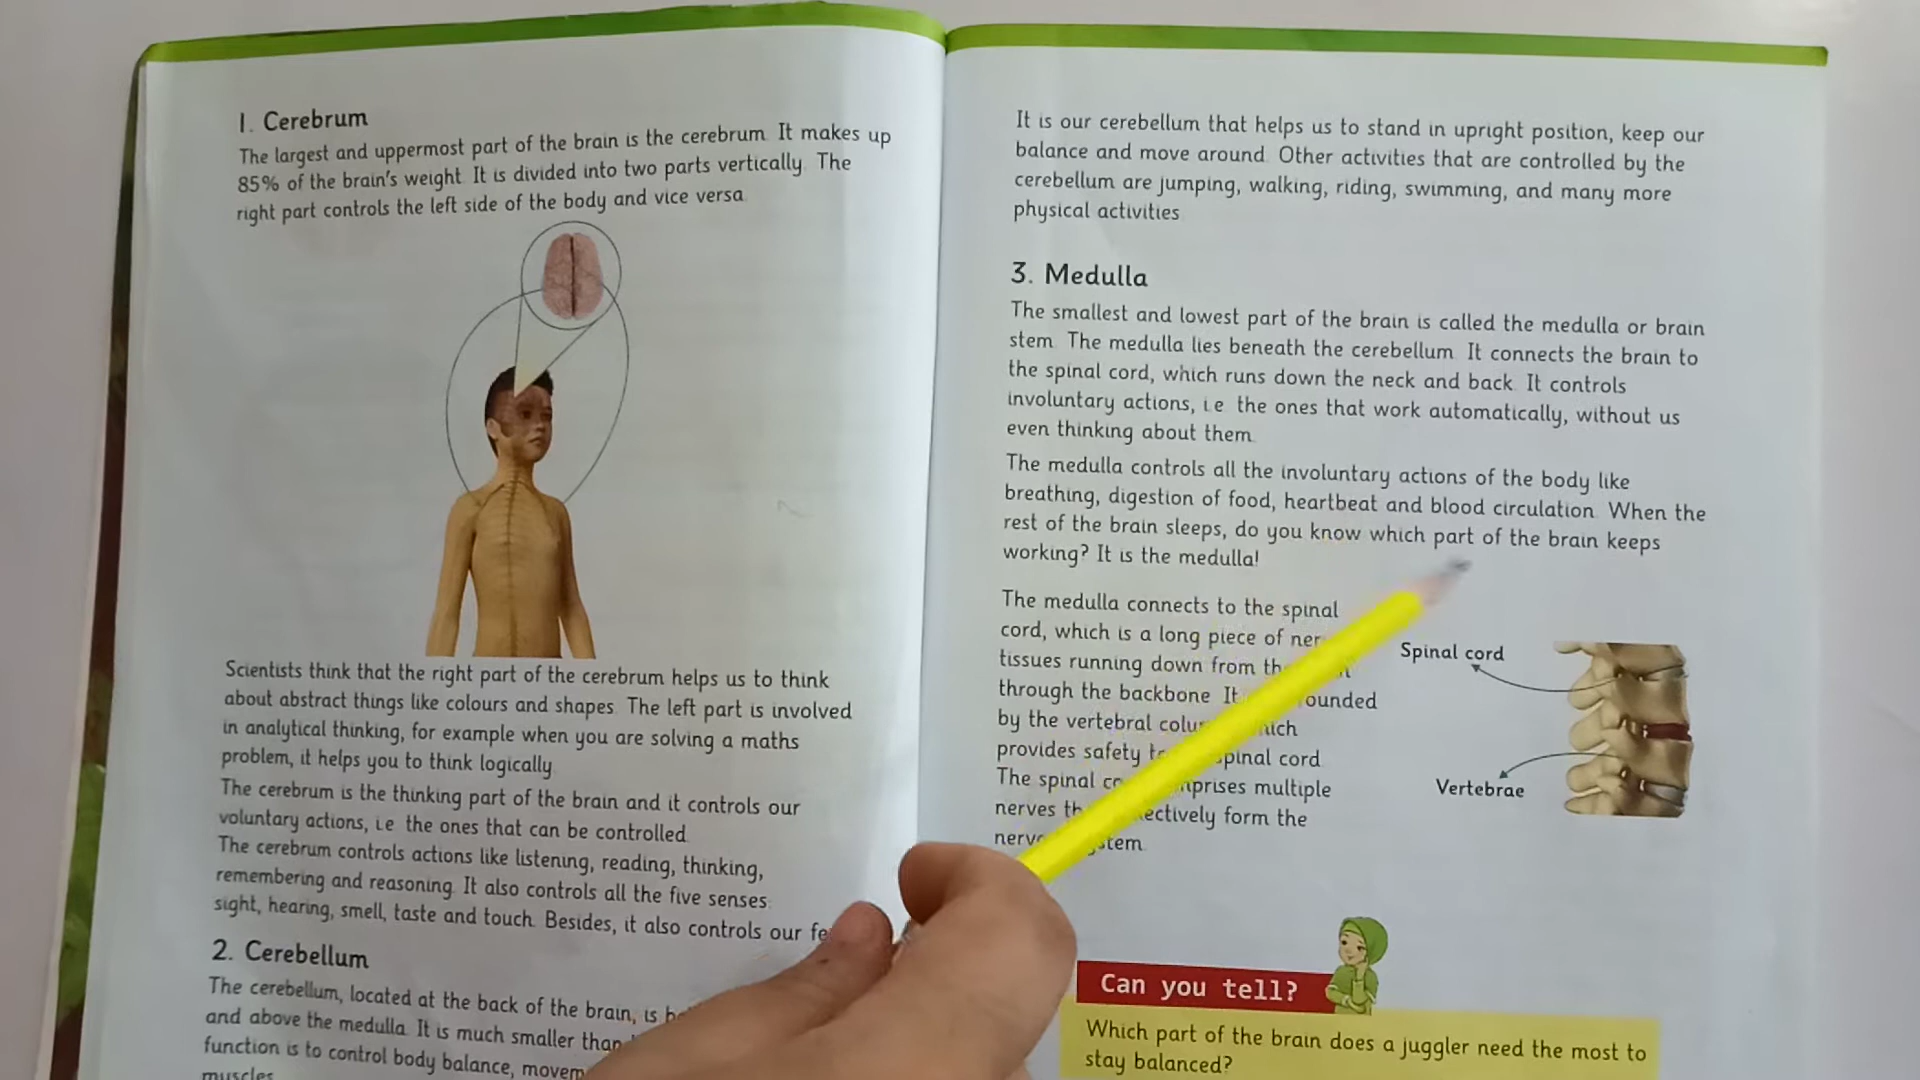 1. Cerebrum
The largest and uppermost part of the brain is the cerebrum. It makes up
85% of the brain's weight. It is divided into two parts vertically. The
right part controls the left side of the body and vice versa.
Scientists think that the right part of the cerebrum helps us to think
about abstract things like colours and shapes. The left part is involved
in analytical thinking, for example when you are solving a maths
problem, it helps you to think logically.
The cerebrum is the thinking part of the brain and it controls our
voluntary actions, i.e the ones that can be controlled.
The cerebrum controls actions like listening, reading, thinking,
remembering and reasoning. It also controls all the five senses:
sight, hearing, smell, taste and touch. Besides, it also controls our
2. Cerebellum
The cerebellum, located at the back of the brain, is
and above the medulla. It is much smaller than
function is to control body balance,
muscles.
It is our cerebellum that helps us to stand in upright position, keep our
balance and move around. Other activities that are controlled by the
cerebellum are jumping, walking, riding, swimming, and many more
physical activities.
3. Medulla
The smallest and lowest part of the brain is called the medulla or brain
stem. The medulla lies beneath the cerebellum. It connects the brain to
the spinal cord, which runs down the neck and back. It controls
involuntary actions, i.e the ones that work automatically, without us
even thinking about them.
The medulla controls all the involuntary actions of the body like
breathing, digestion of food, heartbeat and blood circulation. When the
rest of the brain sleeps, do you know which part of the brain keeps
working? It is the medulla!
The medulla connects to the spinal
cord, which is a long piece of
tissues running down from
through the backbone. It
by the vertebral
provides safety spinal cord.
The spinal multiple
nerves form the
Spinal cord
Vertebrae
Can you tell?
Which part of the brain does a juggler need the most to
stay balanced?